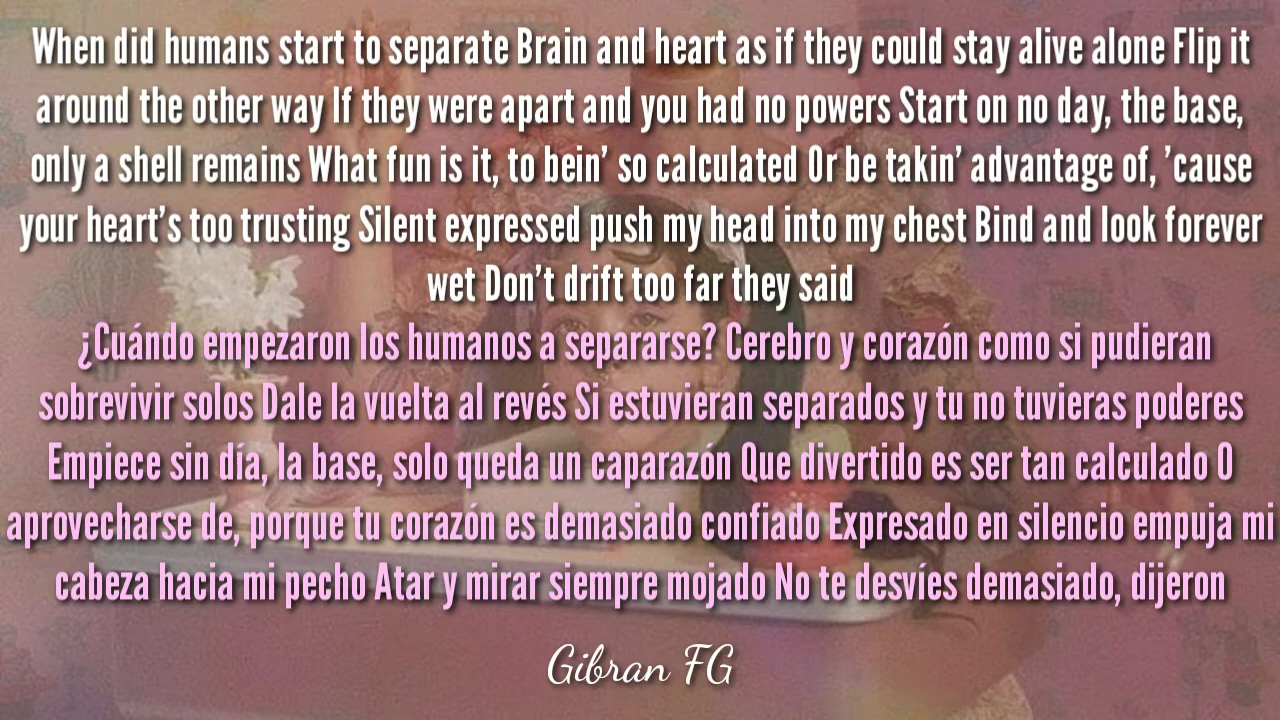 When did humans start to separate Brain and heart as if they could stay alive alone Flip it
around the other way If they were apart and you had no powers Start on no day, the base,
only a shell remains What fun is it, to bein' so calculated Or be takin' advantage of, 'cause
your heart's too trusting Silent expressed push my head into my chest Bind and look forever
wet Don't drift too far they said
¿Cuándo empezaron los humanos a separarse? Cerebro y corazón como si pudieran
sobrevivir solos Dale la vuelta al revés Si estuvieran separados y tu no tuvieras poderes
Empiece sin día, la base, solo queda un caparazón Que divertido es ser tan calculado O
aprovecharse de, porque tu corazón es demasiado confiado Expresado en silencio empuja mi
cabeza hacia mi pecho Atar y mirar siempre mojado No te desvíes demasiado, dijeron
Gibran FG